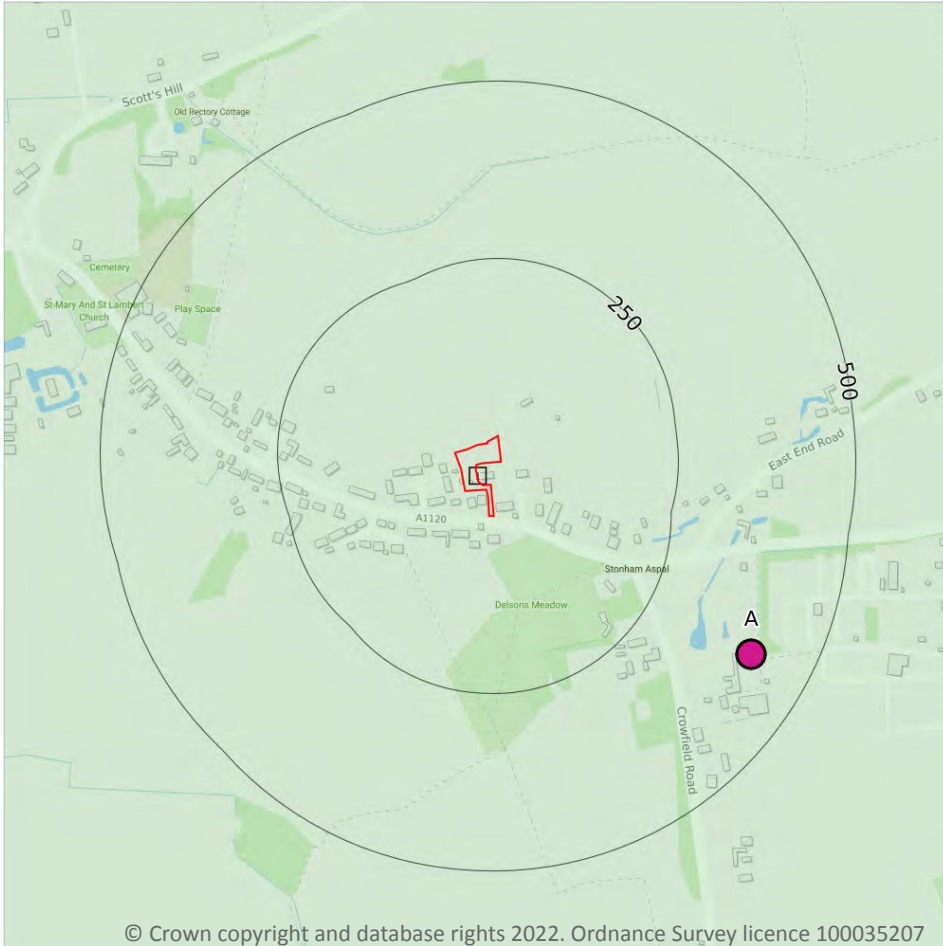 Scott's Hill
Old Rectory Cottage
Cemetery
St Mary And St Lambert
Church
Play Space
250
500
East End Road
A1120
Stonham Aspal
Delsons Meadow
A
Crowfield Road
© Crown copyright and database rights 2022. Ordnance Survey licence 100035207